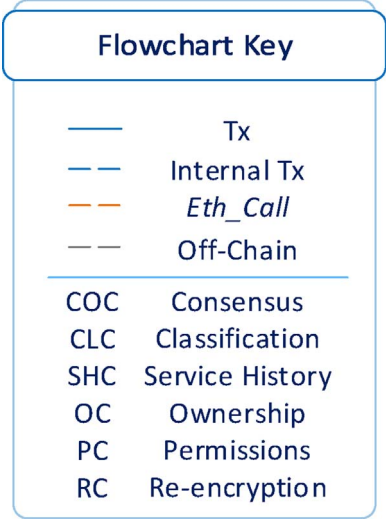 Flowchart Key
Tx
Internal Tx
Eth_Call
Off-Chain
COC Consensus
CLC Classification
SHC Service History
OC Ownership
PC Permissions
RC Re-encryption